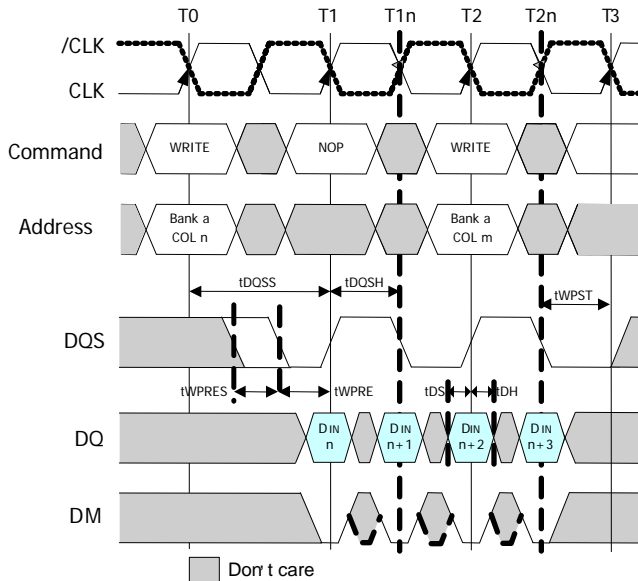 T0 T1 T1n T2 T2n T3
/CLK
CLK
Command WRITE NOP WRITE
Address Bank a COL n Bank a COL m
tDQSS tDQSH tWPST
DQS
tWPRES tWPRE tDS tDH
DQ DIN n DIN n+1 DIN n+2 DIN n+3
DM
Don't care